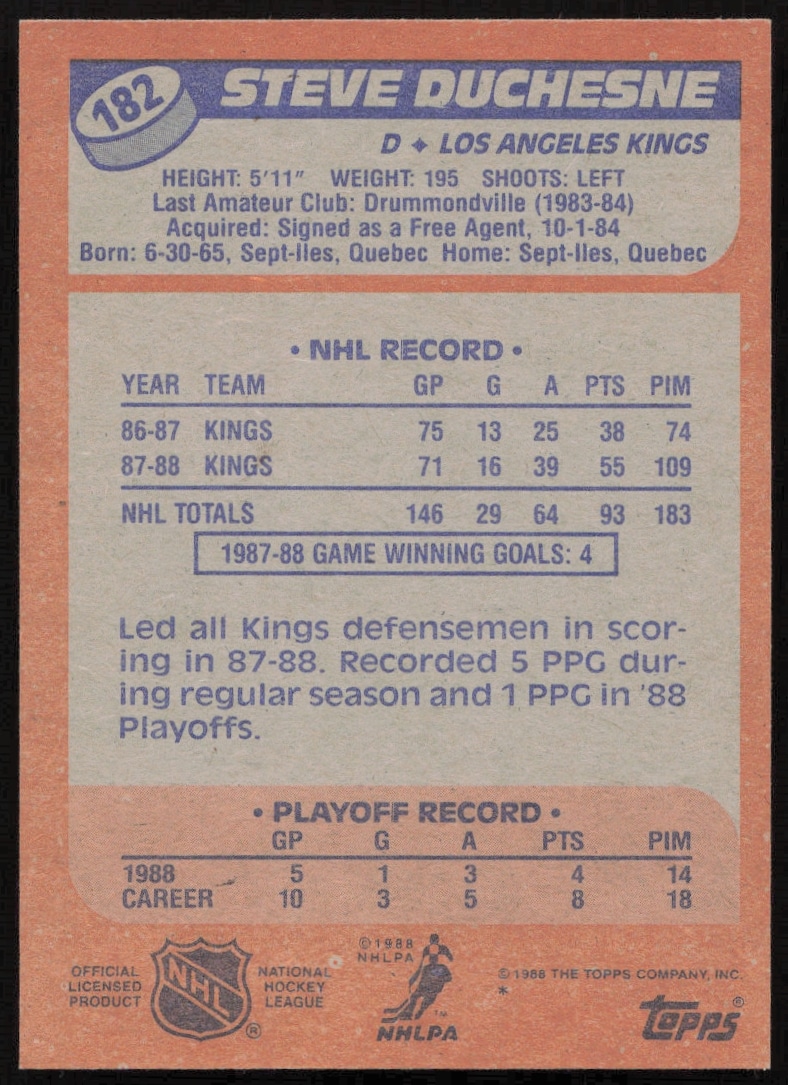 182
STEVE DUCHESNE
D ✦ LOS ANGELES KINGS
HEIGHT: 5'11" WEIGHT: 195 SHOOTS: LEFT
Last Amateur Club: Drummondville (1983-84)
Acquired: Signed as a Free Agent, 10-1-84
Born: 6-30-65, Sept-Iles, Quebec Home: Sept-Iles, Quebec
• NHL RECORD •
YEAR TEAM GP G A PTS PIM
86-87 KINGS 75 13 25 38 74
87-88 KINGS 71 16 39 55 109
NHL TOTALS 146 29 64 93 183
1987-88 GAME WINNING GOALS: 4
Led all Kings defensemen in scor-
ing in 87-88. Recorded 5 PPG dur-
ing regular season and 1 PPG in '88
Playoffs.
• PLAYOFF RECORD •
GP G A PTS PIM
1988 5 1 3 4 14
CAREER 10 3 5 8 18
OFFICIAL
LICENSED
PRODUCT
NHL
®
NATIONAL
HOCKEY
LEAGUE
©1988
NHLPA
™
NHLPA
© 1988 THE TOPPS COMPANY, INC.
*
topps®